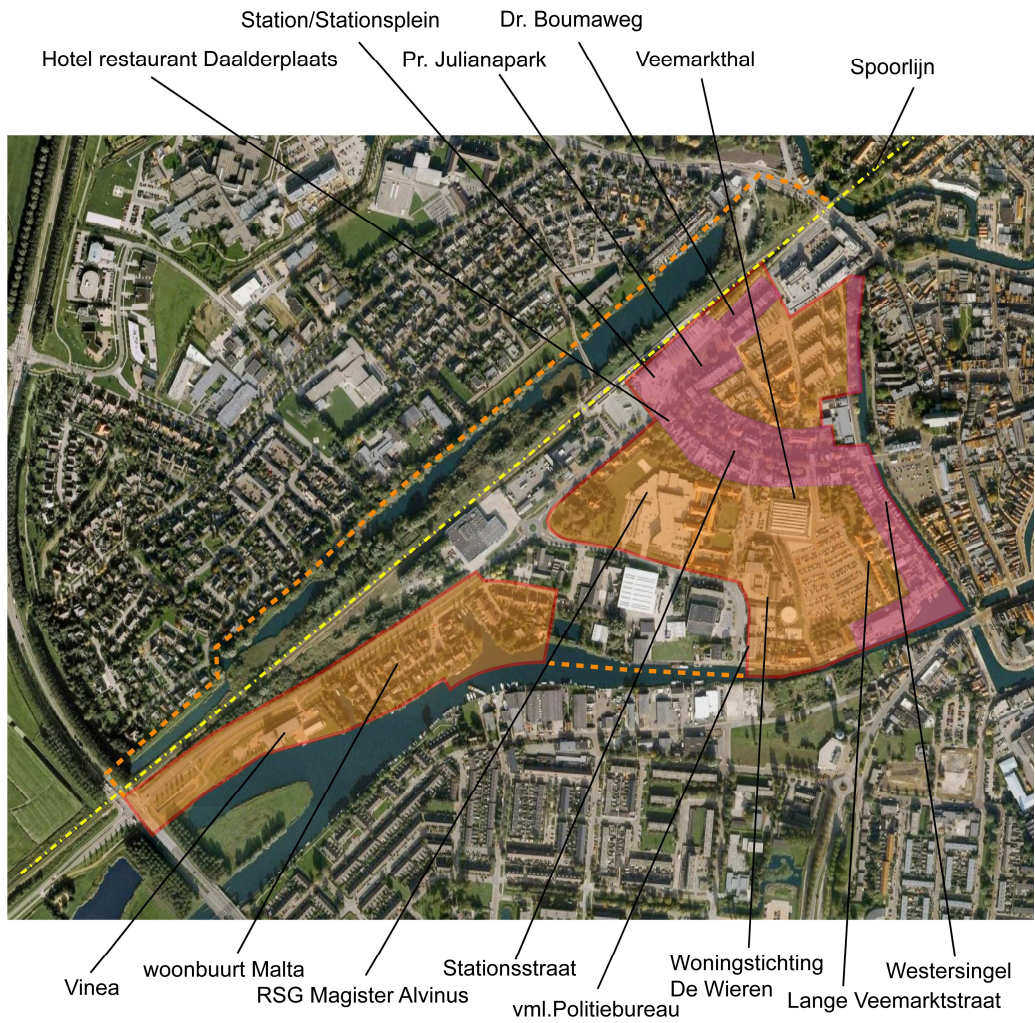 Station/Stationsplein
Dr. Boumaweg
Hotel restaurant Daalderplaats
Pr. Julianapark
Veemarkthal
Spoorlijn
Vinea
woonbuurt Malta
RSG Magister Alvinus
Stationsstraat
vml.Politiebureau
Woningstichting
De Wieren
Lange Veemarktstraat
Westersingel